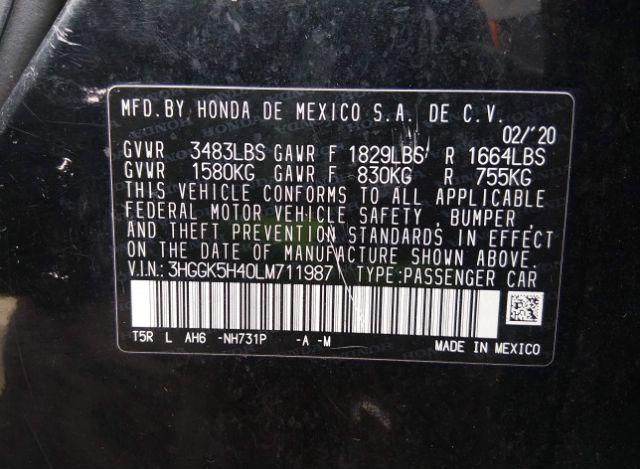 MFD. BY HONDA DE MEXICO S.A. DE C.V.
02/'20
GVWR 3483LBS GAWR F 1829LBS R 1664LBS
GVWR 1580KG GAWR F 830KG R 755KG
THIS VEHICLE CONFORMS TO ALL APPLICABLE
FEDERAL MOTOR VEHICLE SAFETY, BUMPER,
AND THEFT PREVENTION STANDARDS IN EFFECT
ON THE DATE OF MANUFACTURE SHOWN ABOVE.
V.I.N.: 3HGGK5H40LM711987 TYPE:PASSENGER CAR
T5R L AH6 -NH731P -A -M
MADE IN MEXICO